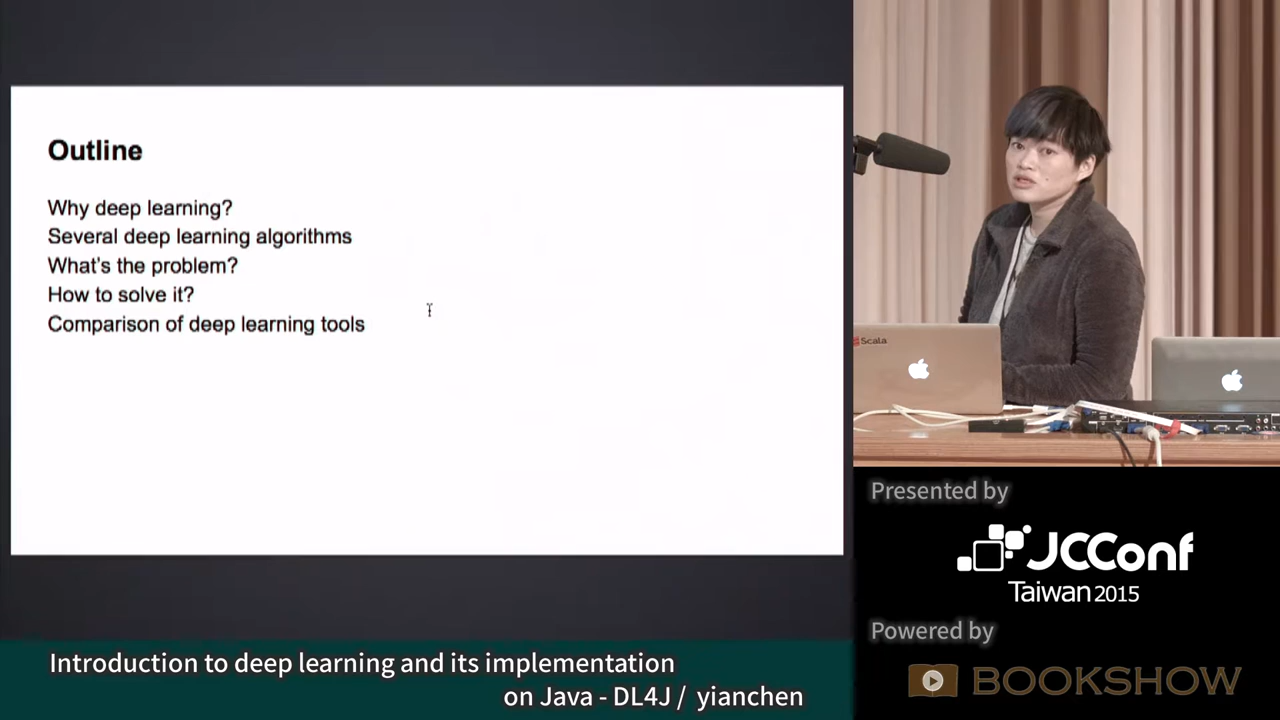 Outline
Why deep learning?
Several deep learning algorithms
What's the problem?
How to solve it?
Comparison of deep learning tools
Scala
Presented by
JCConf
Taiwan 2015
Powered by
BOOKSHOW
Introduction to deep learning and its implementation
on Java - DL4J / yianchen